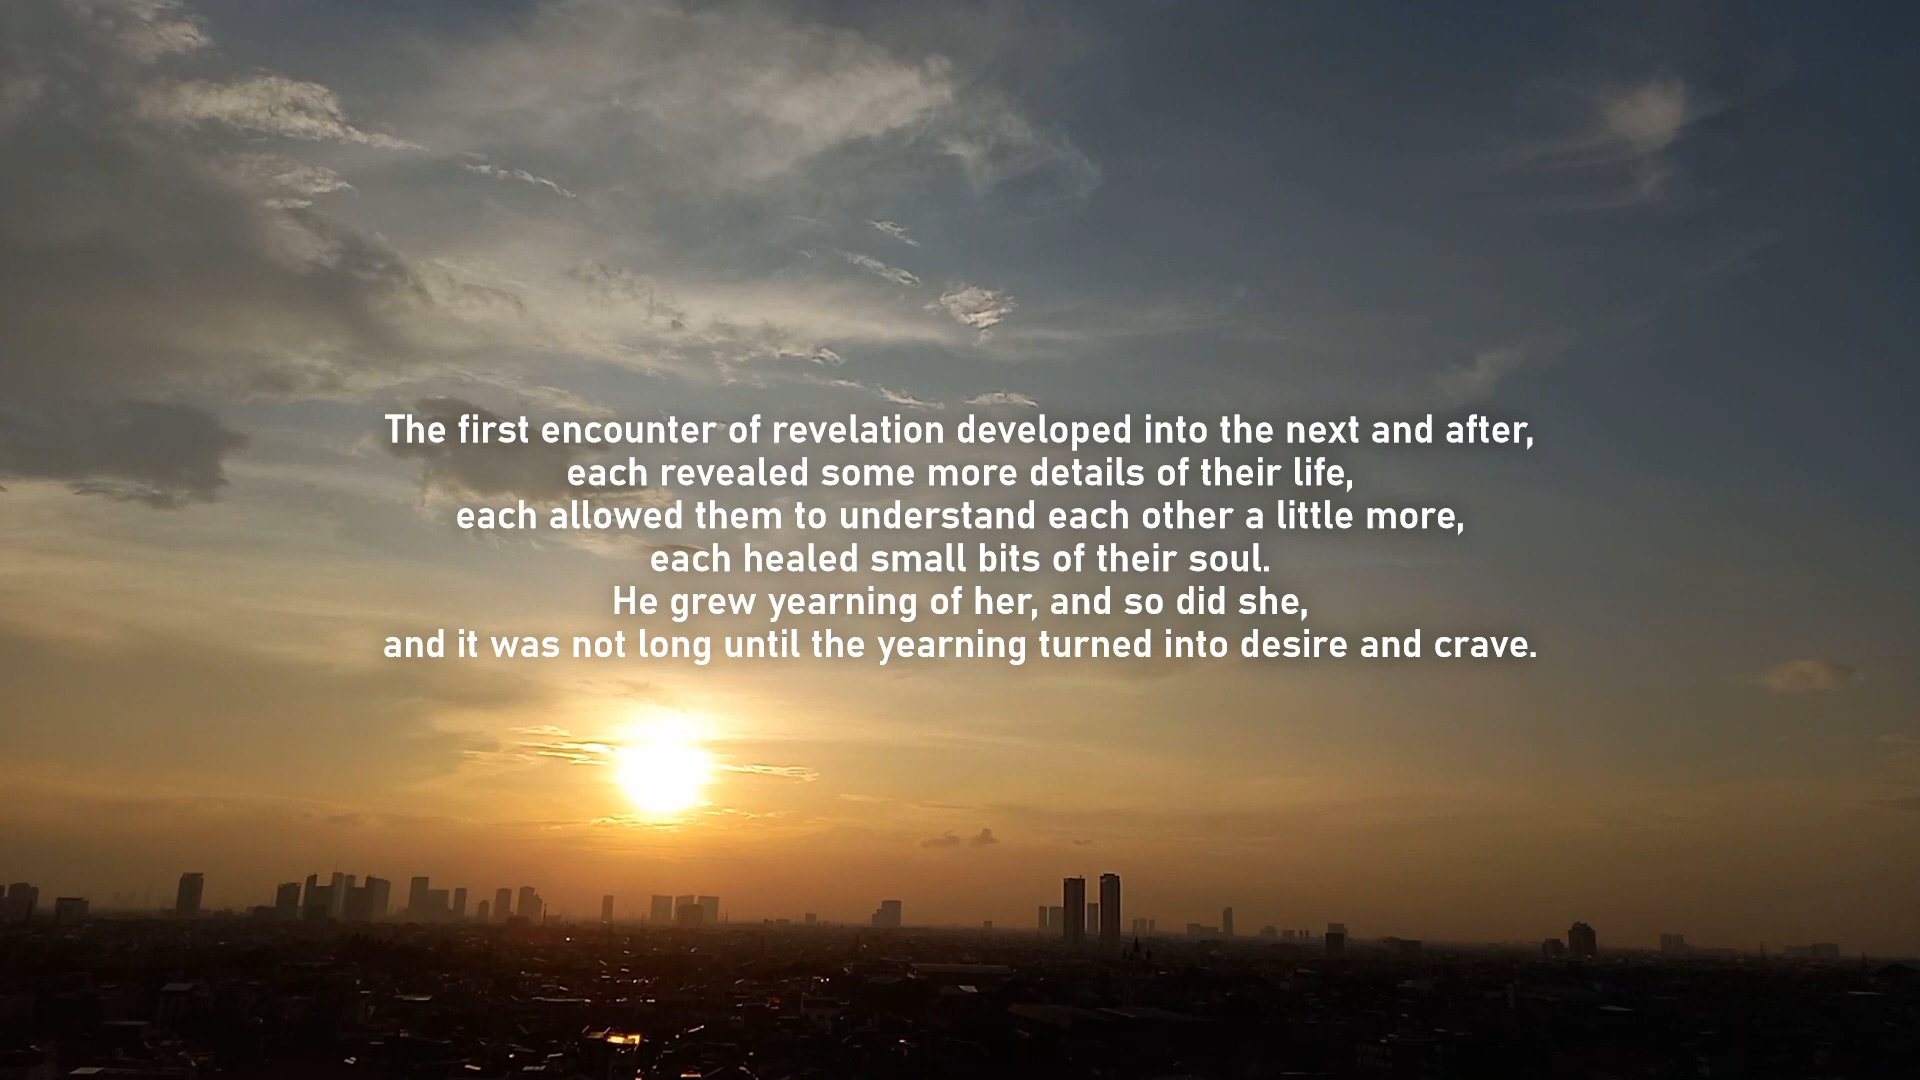 The first encounter of revelation developed into the next and after,
each revealed some more details of their life,
each allowed them to understand each other a little more,
each healed small bits of their soul.
He grew yearning of her, and so did she,
and it was not long until the yearning turned into desire and crave.